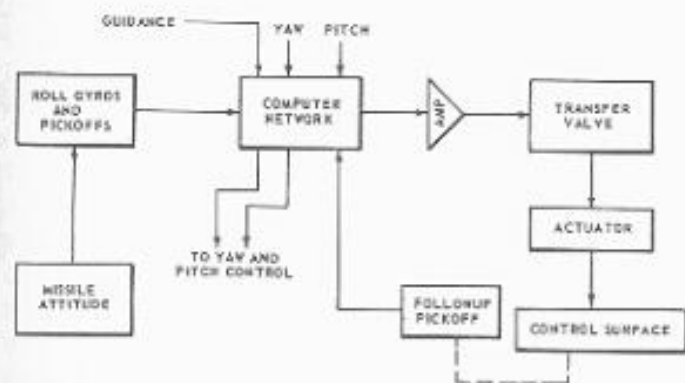 GUIDANCE
YAW
PITCH
ROLL GYROS
AND
PICKOFFS
COMPUTER
NETWORK
AMP
TRANSFER
VALVE
TO YAW AND
PITCH CONTROL
ACTUATOR
MISSILE
ATTITUDE
FOLLOWUP
PICKOFF
CONTROL SURFACE